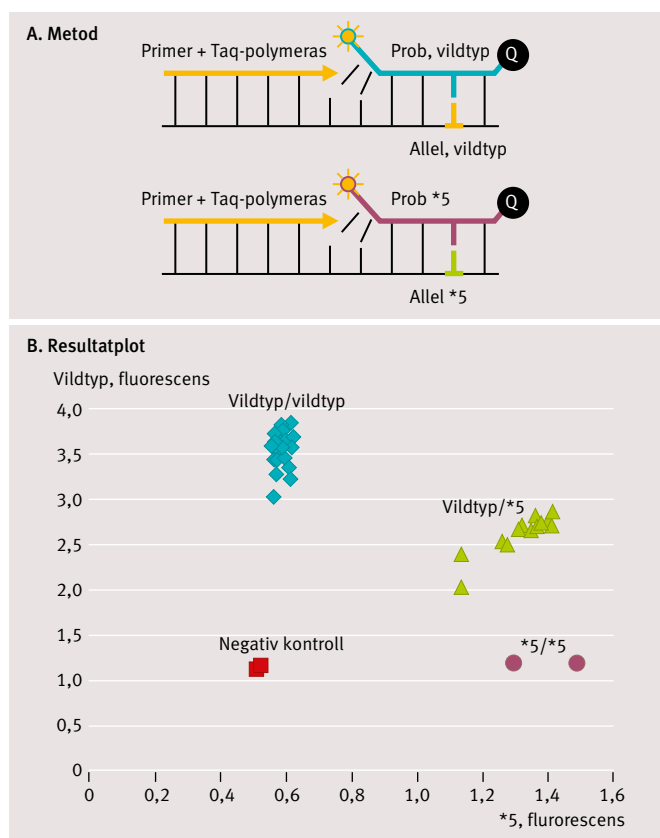 A. Metod
Primer + Taq-polymeras
Prob, vildtyp
Q
Allel, vildtyp
Primer + Taq-polymeras
Prob *5
Q
Allel *5
B. Resultatplot
Vildtyp, fluorescens
4,0
3,5
3,0
2,5
2,0
1,5
1,0
0,5
0
Vildtyp/vildtyp
Vildtyp/*5
Negativ kontroll
*5/*5
0
0,2
0,4
0,6
0,8
1,0
1,2
1,4
1,6
*5, flurorescens